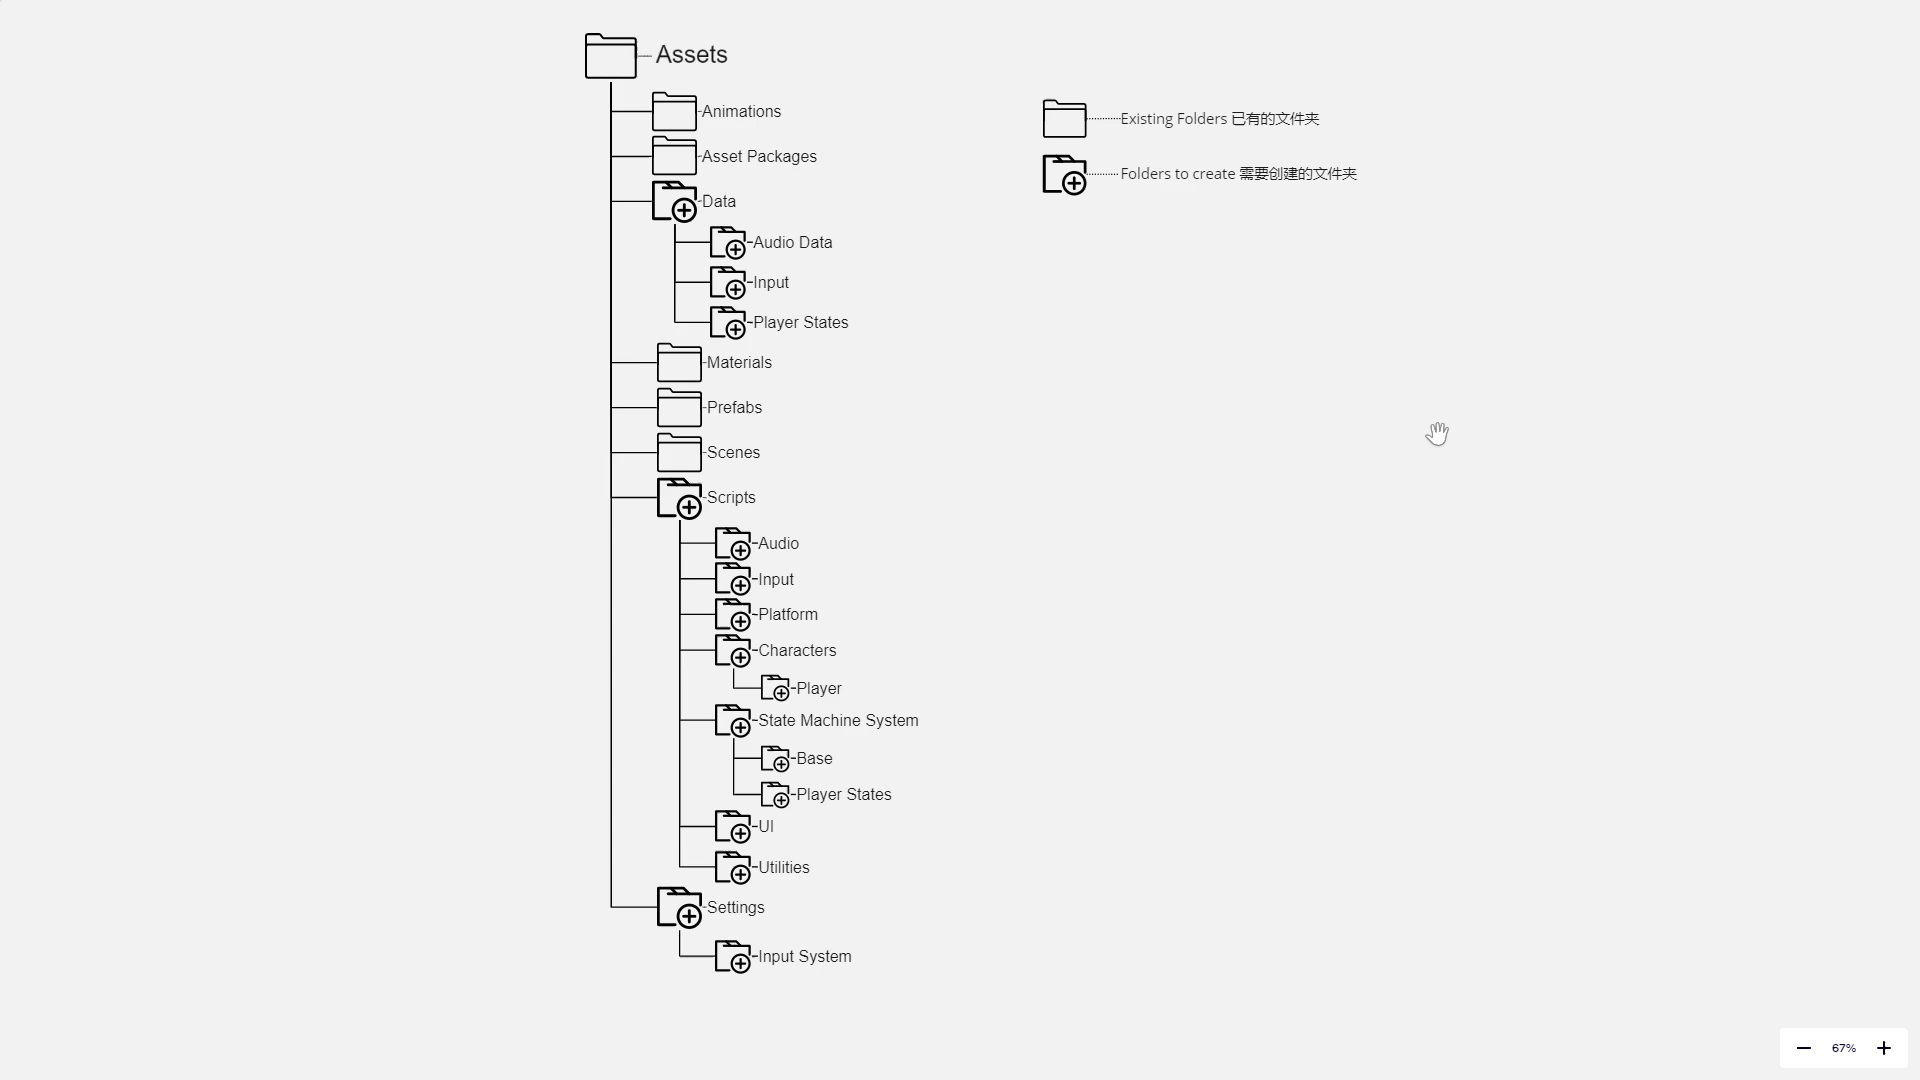 Assets
Animations
Asset Packages
Data
Audio Data
Input
Player States
Materials
Prefabs
Scenes
Scripts
Audio
Input
Platform
Characters
Player
State Machine System
Base
Player States
UI
Utilities
Settings
Input System
Existing Folders 已有的文件夹
Folders to create 需要创建的文件夹
67%